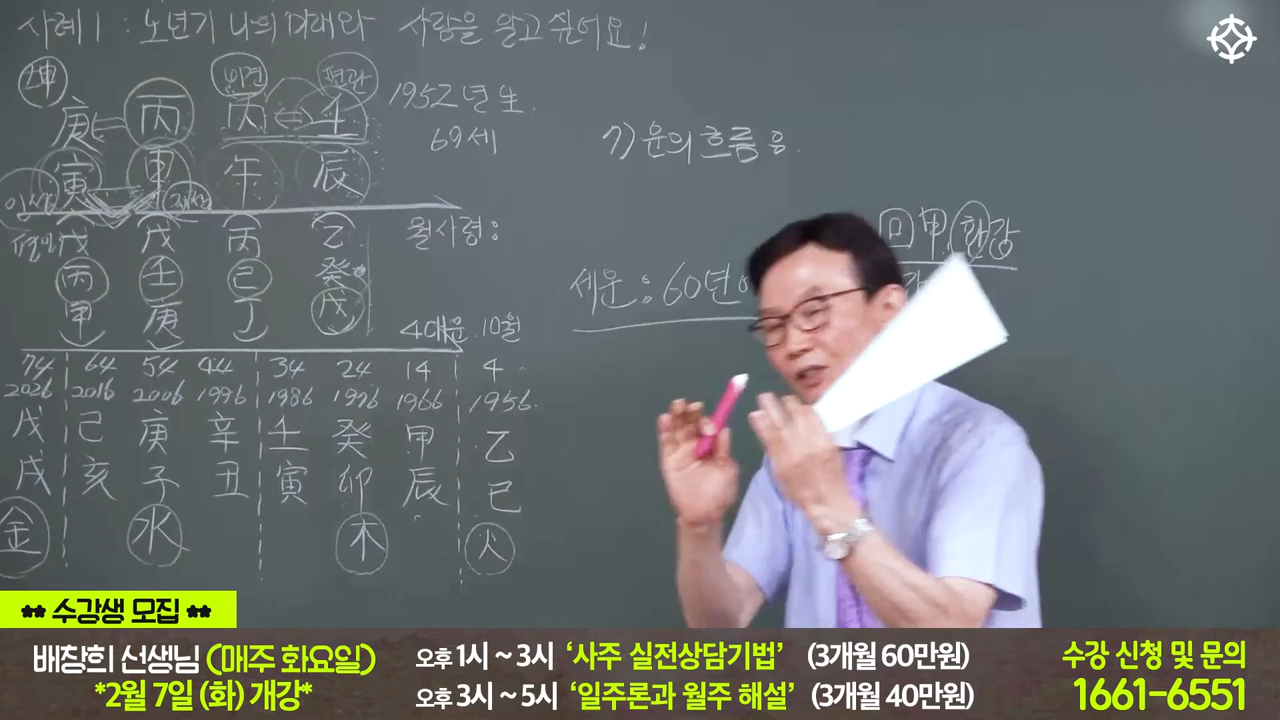 사례 1 : 노년기 나의 미래와 사람을 알고 싶어요!
坤 비견 편관
庚 丙 丙 壬
寅 申 午 辰
1952년生.
69세
7) 운의 흐름 응.
戊 戊 丙 乙
丙 壬 己 癸
甲 庚 丁 戊
월사령:
4대운. 10월
回甲 환갑
세운: 60년
74 64 54 44 34 24 14 4
2026 2016 2006 1996 1986 1976 1966 1956.
戊 己 庚 辛 壬 癸 甲 乙
戌 亥 子 丑 寅 卯 辰 巳
金 水 木 火
** 수강생 모집 **
배창희 선생님 (매주 화요일)
*2월 7일 (화) 개강*
오후 1시 ~ 3시 ‘사주 실전상담기법’ (3개월 60만원)
오후 3시 ~ 5시 ‘일주론과 월주 해설’ (3개월 40만원)
수강 신청 및 문의
1661-6551